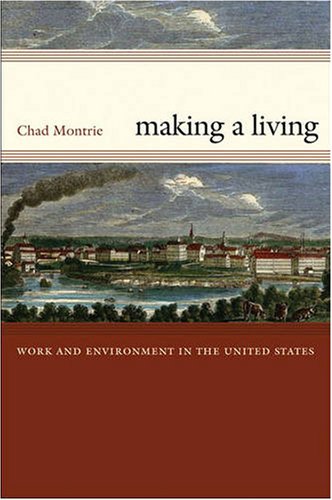 Chad Montrie
making a living
WORK AND ENVIRONMENT IN THE UNITED STATES